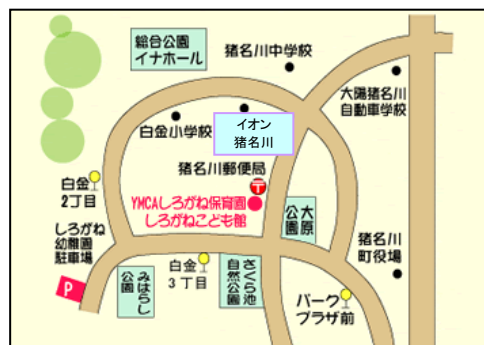 総合公園
イナホール
猪名川中学校
大陽猪名川
自動車学校
白金小学校
イオン
猪名川
猪名川郵便局
〒
YMCAしろがね保育園
しろがねこども館
大原
公園
白金
2丁目
しろがね
幼稚園
駐車場
P
みはらし
公園
白金
3丁目
さくら池
自然公園
猪名川
町役場
パーク
プラザ前